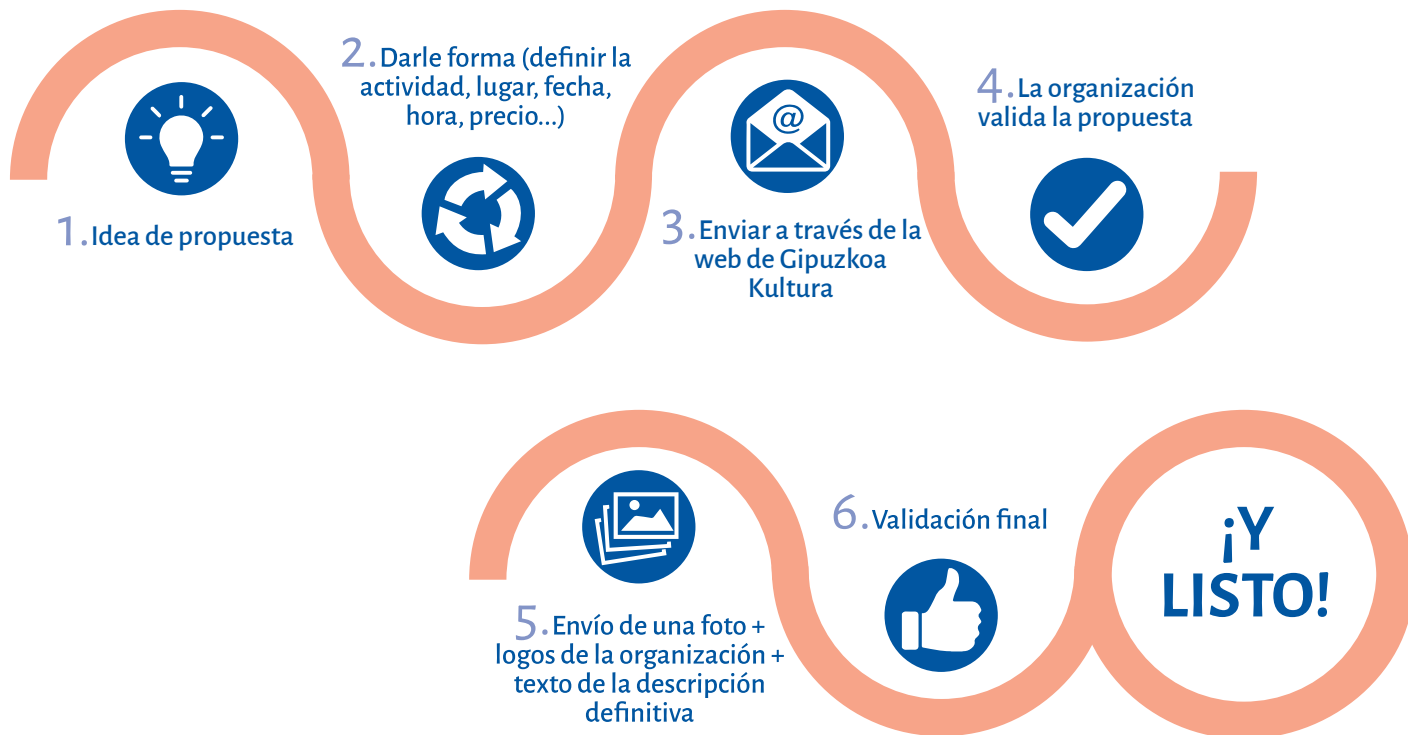 1.Idea de propuesta
2.Darle forma (definir la
actividad, lugar, fecha,
hora, precio...)
@
3.Enviar a través de la
web de Gipuzkoa
Kultura
4.La organización
valida la propuesta
5.Envío de una foto +
logos de la organización +
texto de la descripción
definitiva
6.Validación final
¡Y
LISTO!